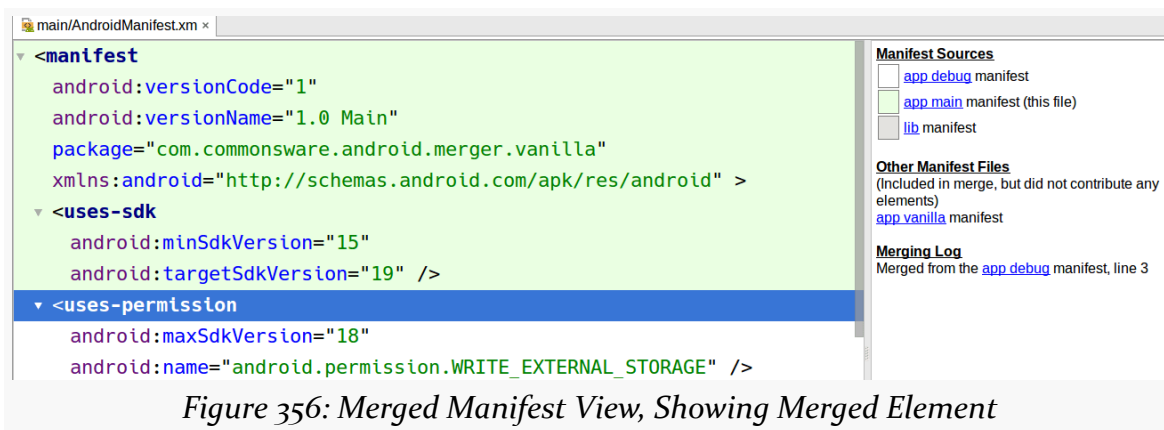 main/AndroidManifest.xm ×
<manifest
android:versionCode="1"
android:versionName="1.0 Main"
package="com.commonsware.android.merger.vanilla"
xmlns:android="http://schemas.android.com/apk/res/android" >
<uses-sdk
android:minSdkVersion="15"
android:targetSdkVersion="19" />
<uses-permission
android:maxSdkVersion="18"
android:name="android.permission.WRITE_EXTERNAL_STORAGE" />
Manifest Sources
app debug manifest
app main manifest (this file)
lib manifest
Other Manifest Files
(Included in merge, but did not contribute any
elements)
app vanilla manifest
Merging Log
Merged from the app debug manifest, line 3
Figure 356: Merged Manifest View, Showing Merged Element